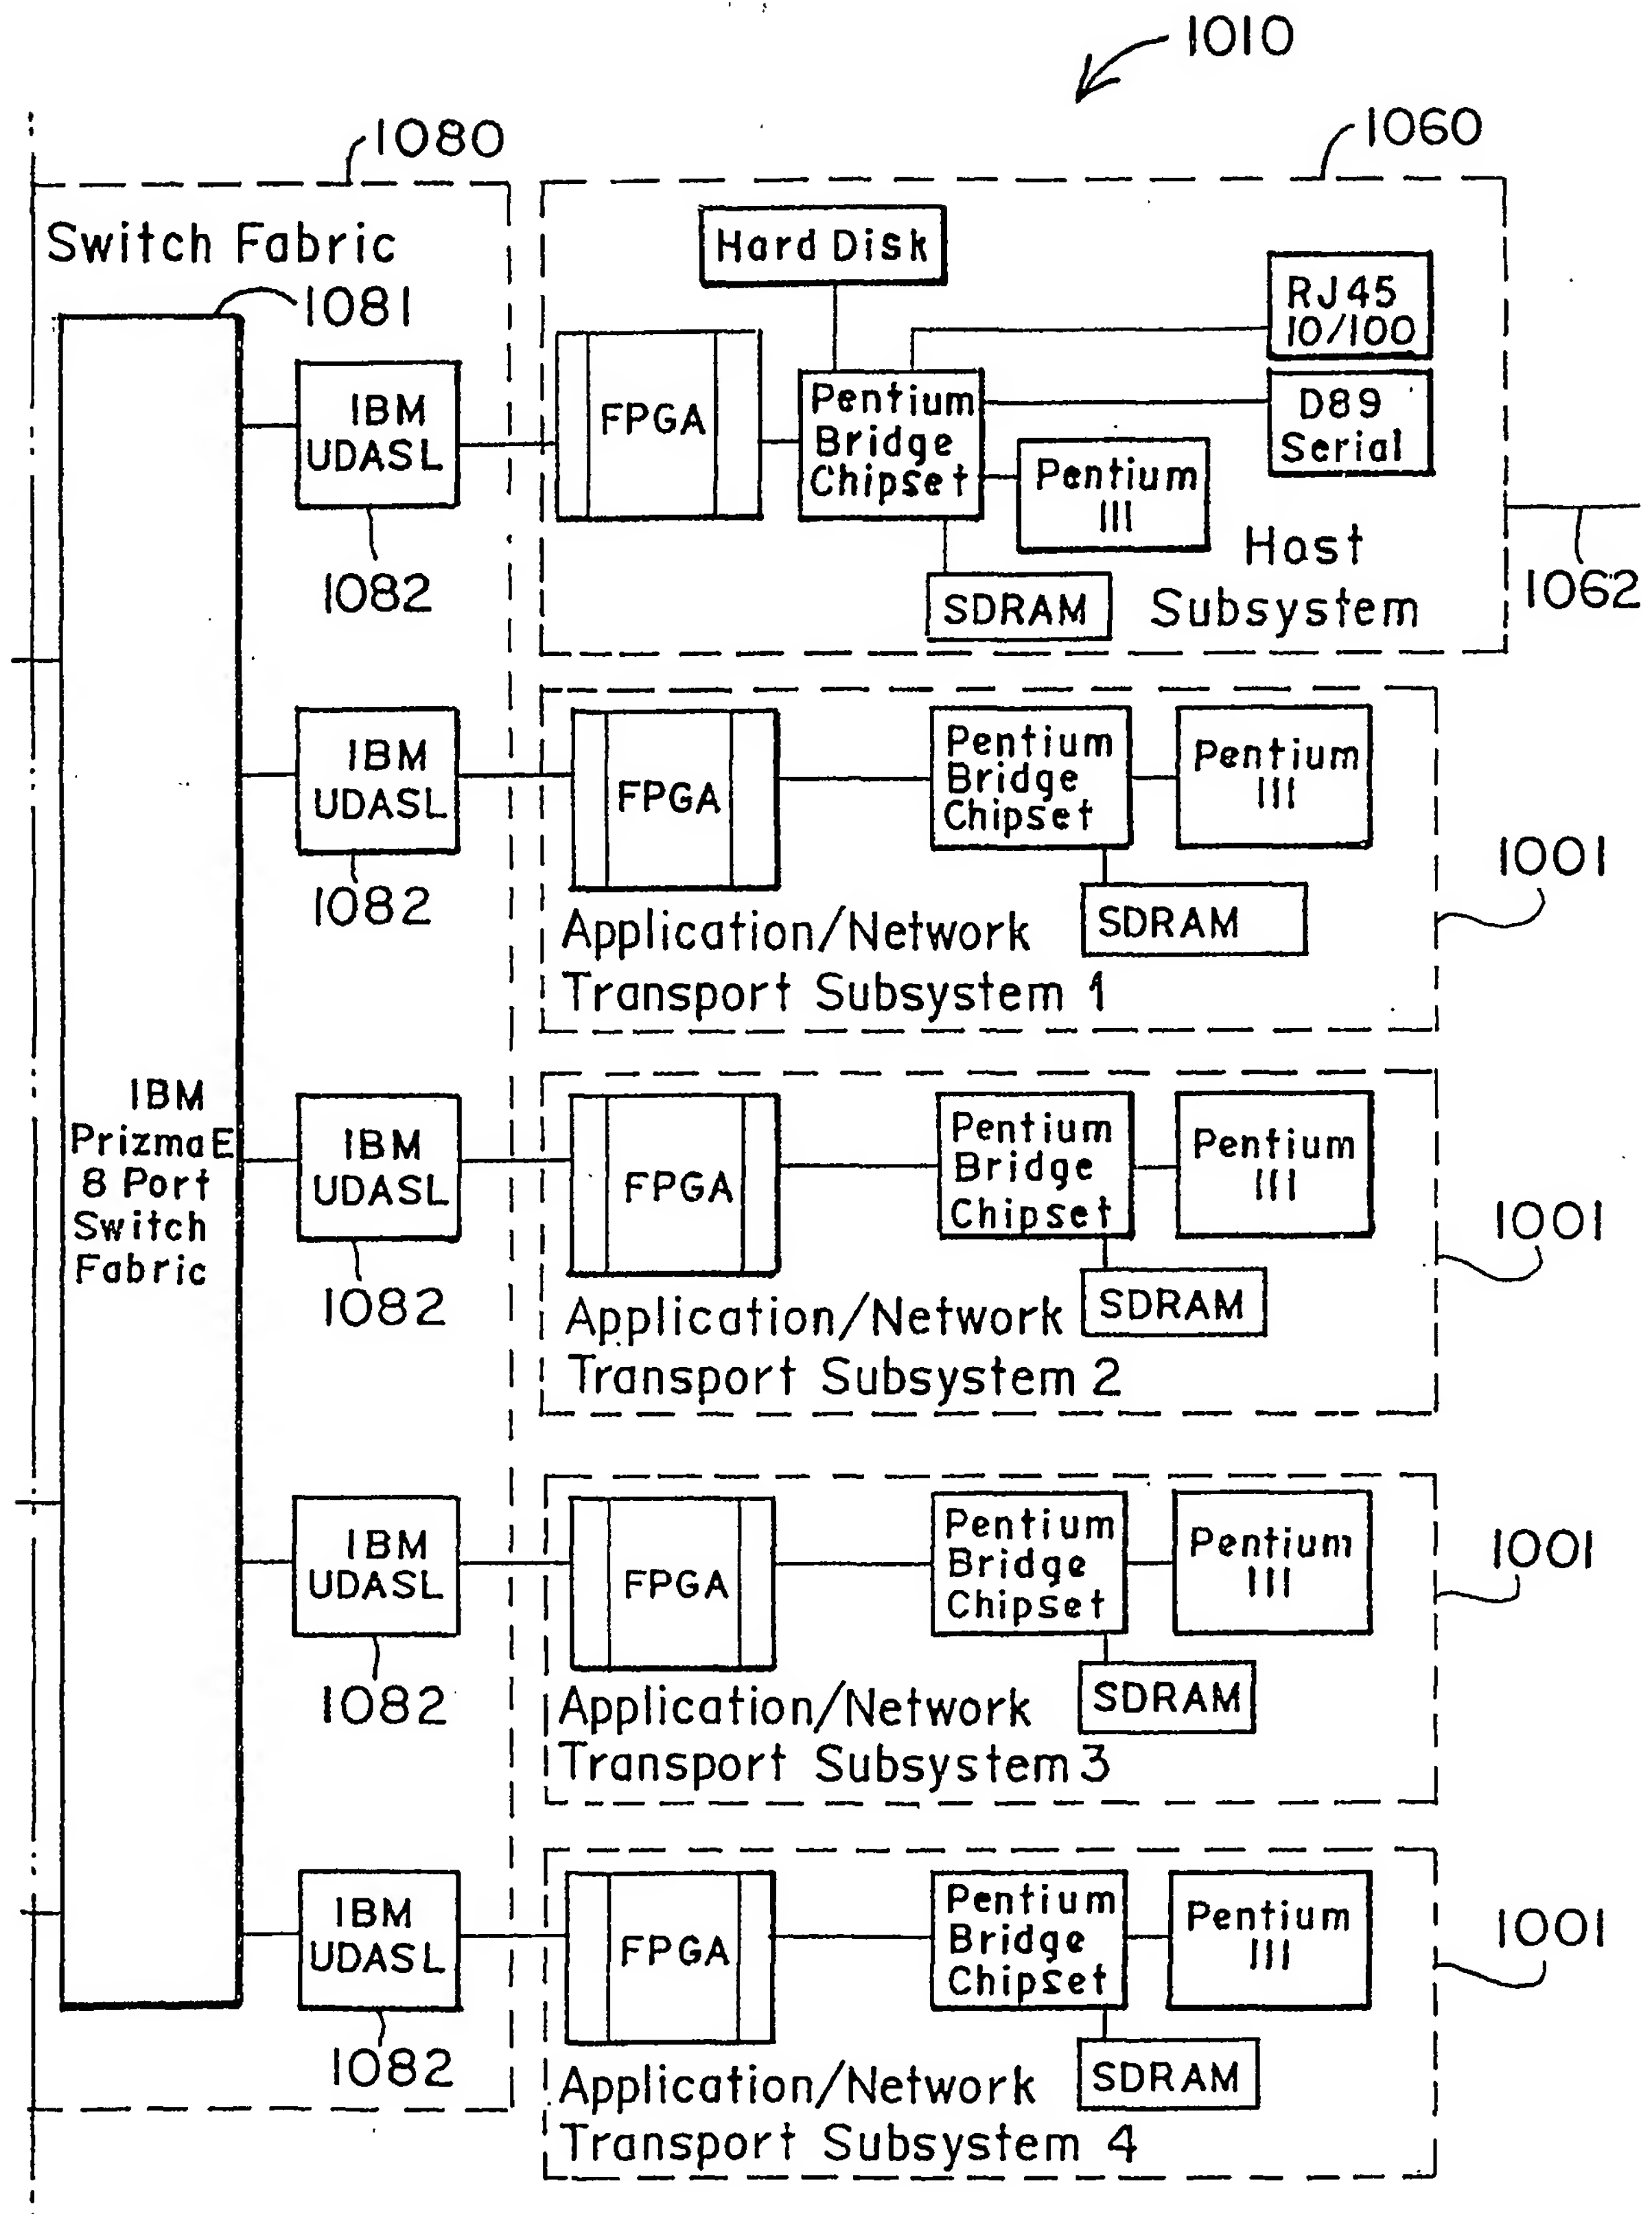 1010
1080
1060
Switch Fabric
1081
Hard Disk
RJ45
10/100
IBM
UDASL
FPGA
Pentium
Bridge
Chipset
D89
Serial
Pentium
III
Host
Subsystem
1062
1082
SDRAM
IBM
UDASL
FPGA
Pentium
Bridge
Chipset
Pentium
III
1001
1082
SDRAM
Application/Network
Transport Subsystem 1
IBM
PrizmaE
8 Port
Switch
Fabric
IBM
UDASL
FPGA
Pentium
Bridge
Chipset
Pentium
III
1001
1082
SDRAM
Application/Network
Transport Subsystem 2
IBM
UDASL
FPGA
Pentium
Bridge
Chipset
Pentium
III
1001
1082
SDRAM
Application/Network
Transport Subsystem 3
IBM
UDASL
FPGA
Pentium
Bridge
Chipset
Pentium
III
1001
1082
SDRAM
Application/Network
Transport Subsystem 4